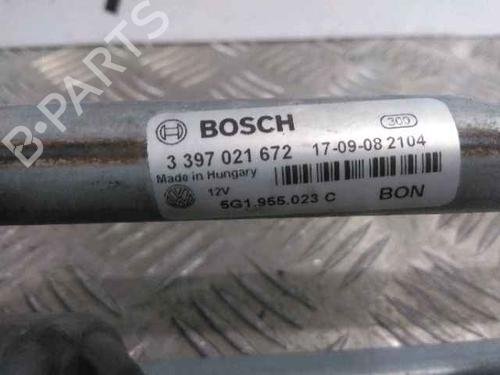 B-PARTS
BOSCH
300
3 397 021 672 17-09-08 2104
Made in Hungary
12V
5G1.955.023 C BON